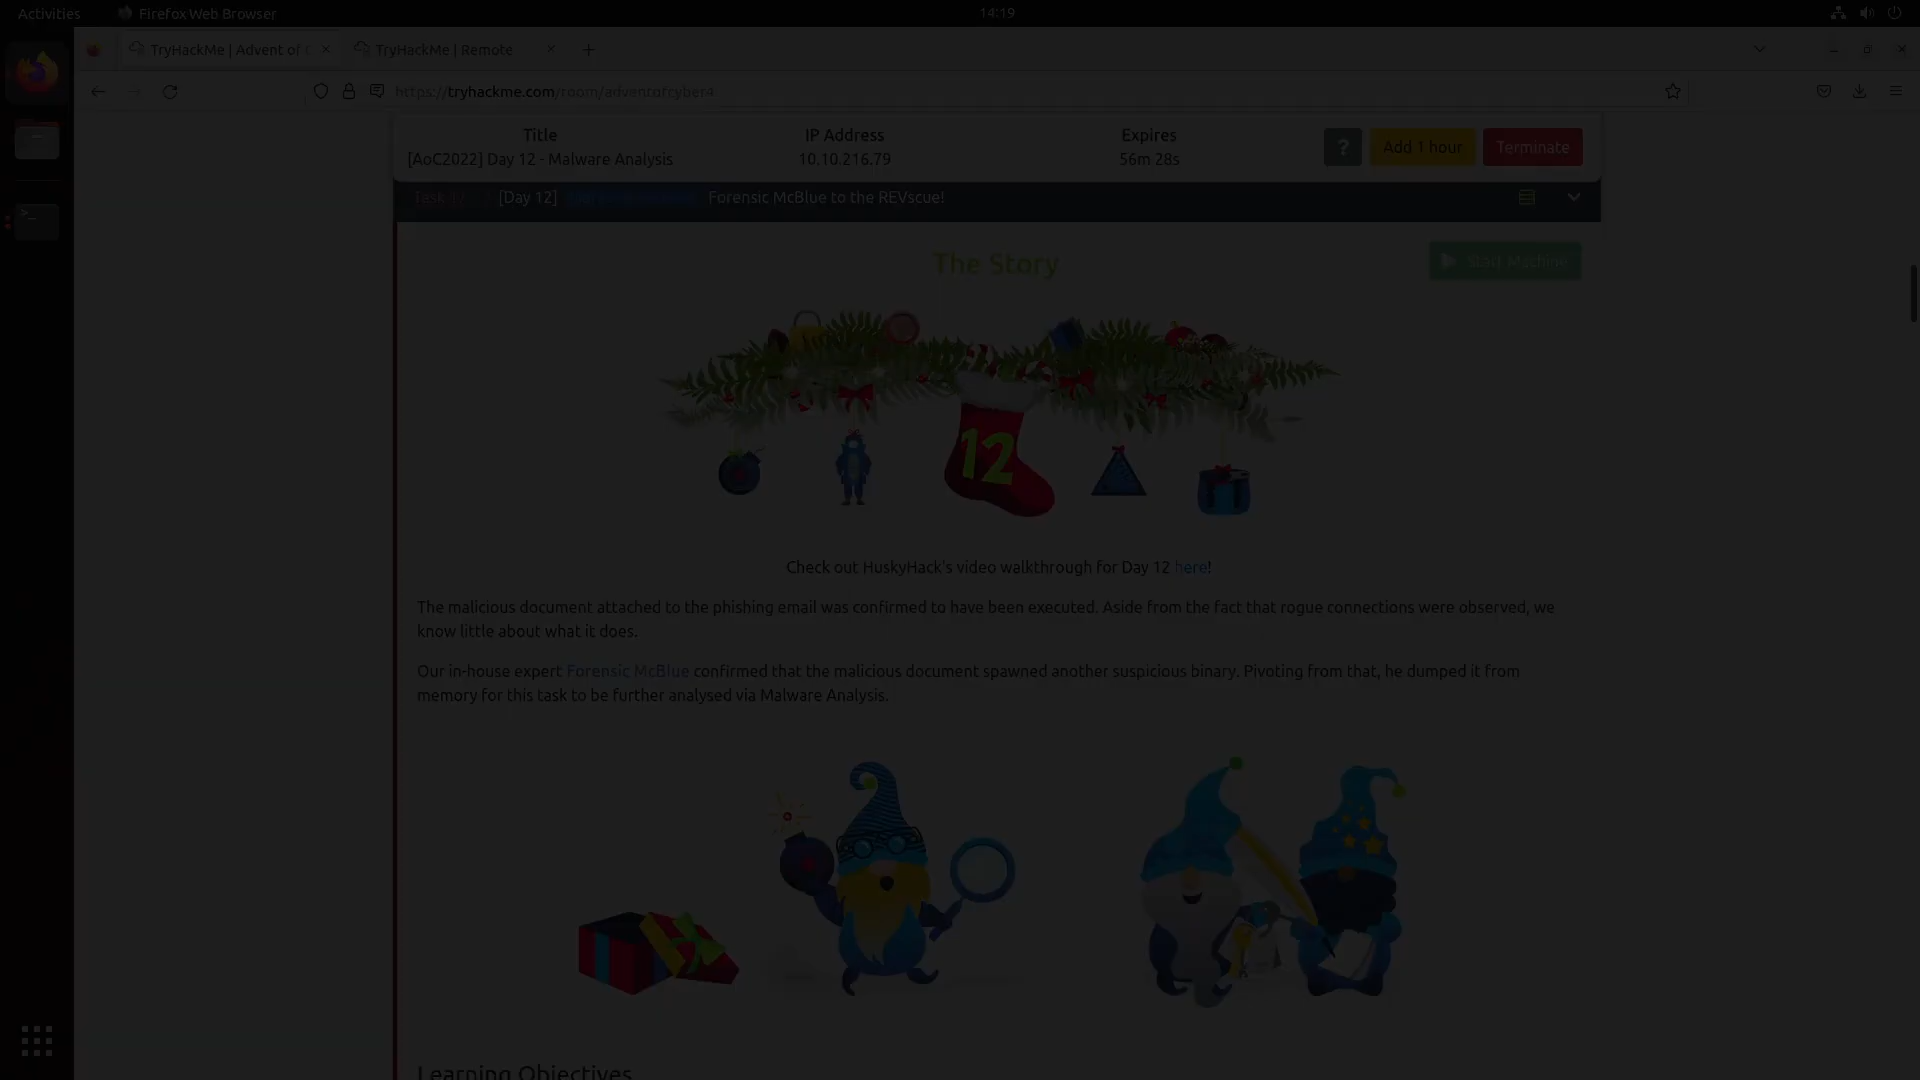 Activities
Firefox Web Browser
14:19
TryHackMe | Advent of C
TryHackMe | Remote
https://tryhackme.com/room/adventofcyber4
Title
IP Address
Expires
[AoC2022] Day 12 - Malware Analysis
10.10.216.79
56m 28s
?
Add 1 hour
Terminate
Task
[Day 12]
Forensic McBlue to the REVscue!
The Story
Start Machine
12
Check out HuskyHack's video walkthrough for Day 12 here!
The malicious document attached to the phishing email was confirmed to have been executed. Aside from the fact that rogue connections were observed, we
know little about what it does.
Our in-house expert Forensic McBlue confirmed that the malicious document spawned another suspicious binary. Pivoting from that, he dumped it from
memory for this task to be further analysed via Malware Analysis.
Learning Objectives